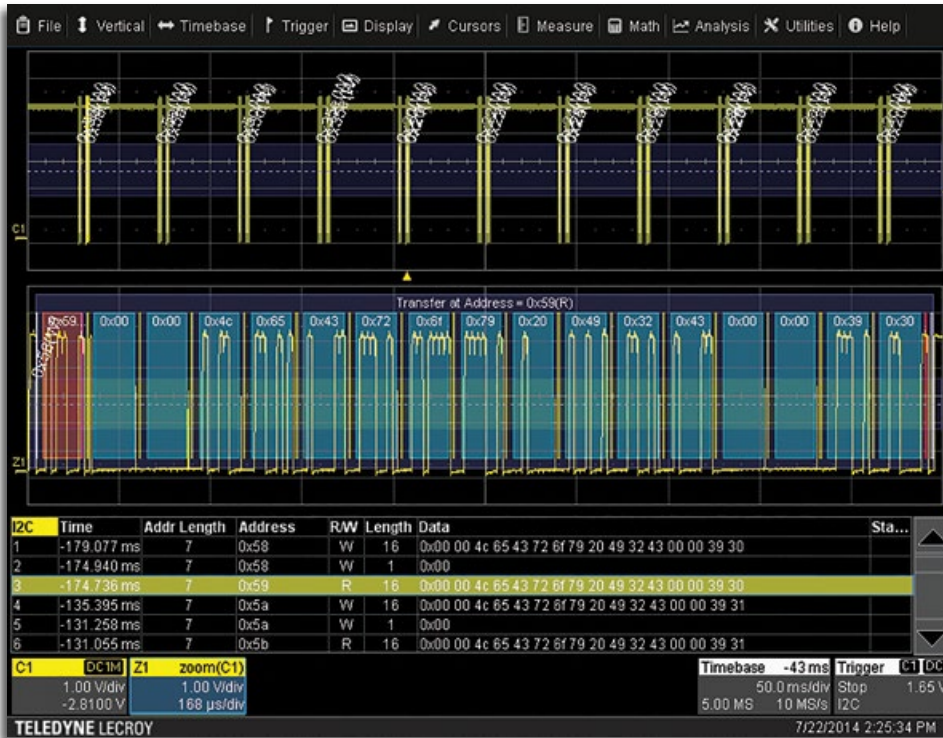 File Vertical Timebase Trigger Display Cursors Measure Math Analysis Utilities Help
C1
Transfer at Address = 0x59(R)
0x59... 0x00 0x00 0x4c 0x65 0x43 0x72 0x6f 0x79 0x20 0x49 0x32 0x43 0x00 0x00 0x39 0x30
Z1
I2C Time Addr Length Address R/W Length Data Sta...
1 -179.077 ms 7 0x58 W 16 0x00 00 4c 65 43 72 6f 79 20 49 32 43 00 00 39 30
2 -174.940 ms 7 0x58 W 1 0x00
3 -174.736 ms 7 0x59 R 16 0x00 00 4c 65 43 72 6f 79 20 49 32 43 00 00 39 30
4 -135.395 ms 7 0x5a W 16 0x00 00 4c 65 43 72 6f 79 20 49 32 43 00 00 39 31
5 -131.258 ms 7 0x5a W 1 0x00
6 -131.055 ms 7 0x5b R 16 0x00 00 4c 65 43 72 6f 79 20 49 32 43 00 00 39 31
C1 DC1M Z1 zoom(C1) Timebase -43 ms Trigger C1 DC
1.00 V/div 1.00 V/div 50.0 ms/div Stop 1.65 V
-2.8100 V 168 µs/div 5.00 MS 10 MS/s I2C
TELEDYNE LECROY 7/22/2014 2:25:34 PM